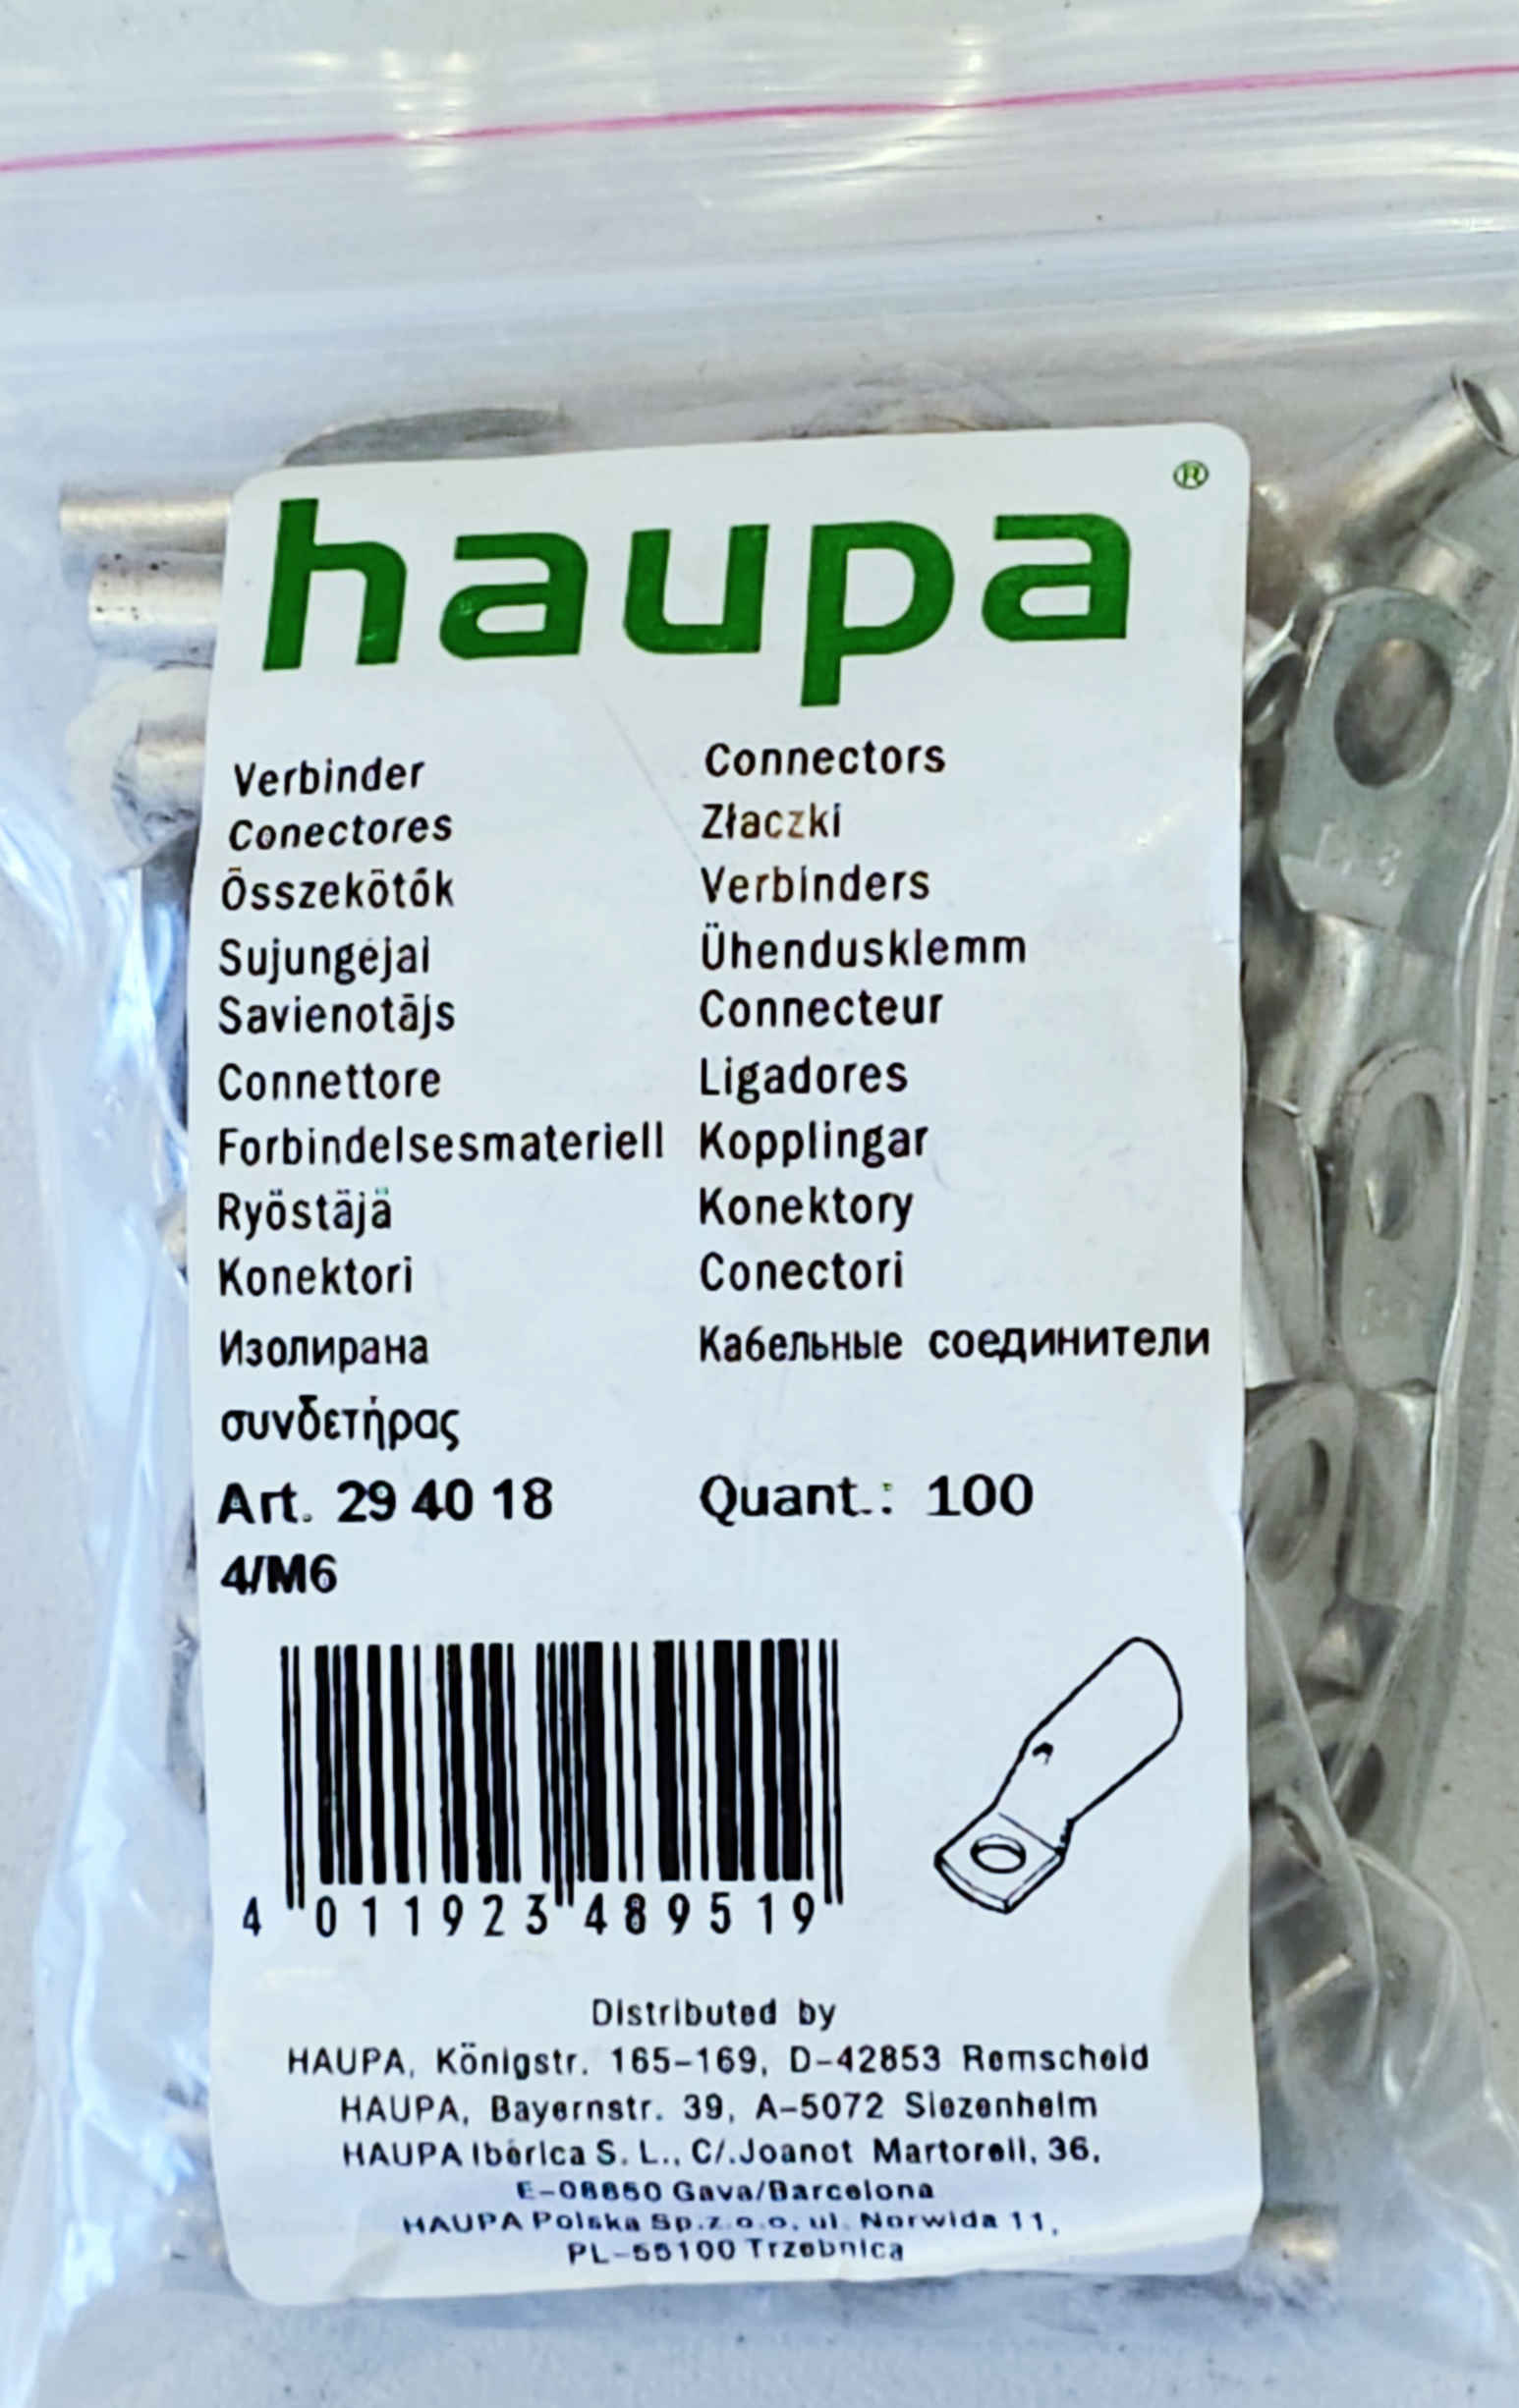 haupa ®
Verbinder
Connectors
Conectores
Złaczki
Összekötők
Verbinders
Sujungėjai
Ühendusklemm
Savienotājs
Connecteur
Connettore
Ligadores
Forbindelsesmateriell
Kopplingar
Ryöstäjä
Konektory
Konektori
Conectori
Изолирана
Кабельные соединители
συνδετήρας
Art. 29 40 18
Quant.: 100
4/M6
4 011923 489519
Distributed by
HAUPA, Königstr. 165-169, D-42853 Remscheid
HAUPA, Bayernstr. 39, A-5072 Siezenheim
HAUPA Ibérica S. L., C/.Joanot Martorell, 36,
E-08850 Gava/Barcelona
HAUPA Polska Sp.z o.o. ul. Norwida 11,
PL-55100 Trzebnica